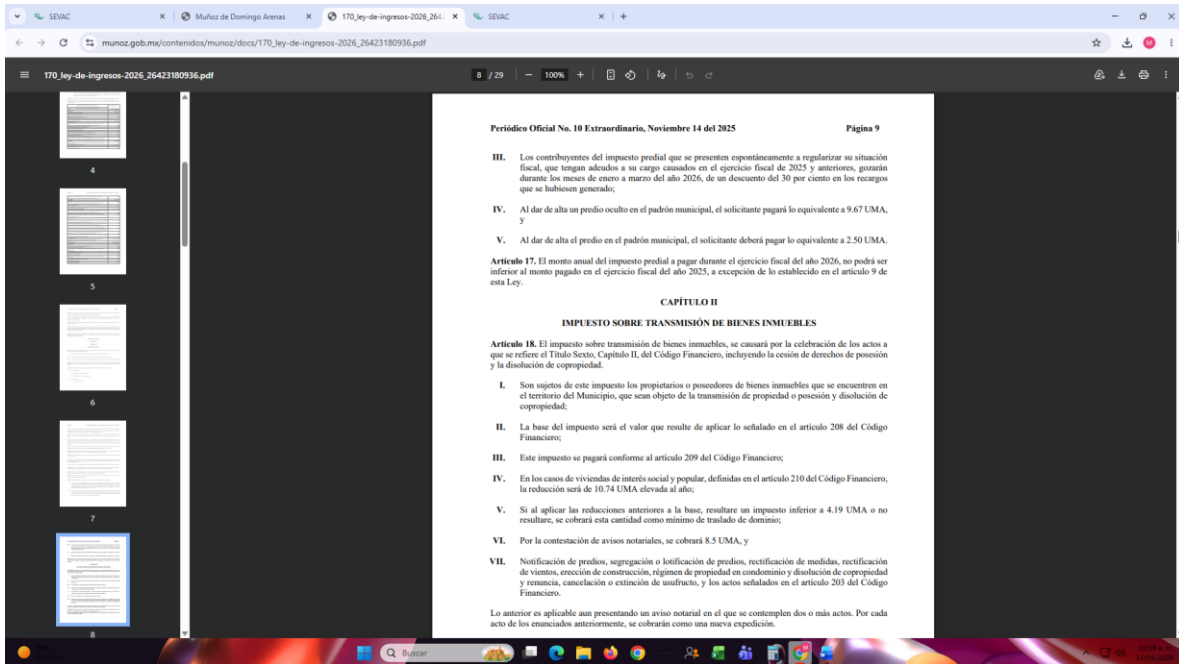 SEVAC
Muñoz de Domingo Arenas
170_ley-de-ingresos-2026_264
SEVAC
munoz.gob.mx/contenidos/munoz/docs/170_ley-de-ingresos-2026_26423180936.pdf
170_ley-de-ingresos-2026_26423180936.pdf
8 / 29
100%
4
5
6
7
8
Periódico Oficial No. 10 Extraordinario, Noviembre 14 del 2025 Página 9
III. Los contribuyentes del impuesto predial que se presenten espontáneamente a regularizar su situación
fiscal, que tengan adeudos a su cargo causados en el ejercicio fiscal de 2025 y anteriores, gozarán
durante los meses de enero a marzo del año 2026, de un descuento del 30 por ciento en los recargos
que se hubiesen generado;
IV. Al dar de alta un predio oculto en el padrón municipal, el solicitante pagará lo equivalente a 9.67 UMA,
y
V. Al dar de alta el predio en el padrón municipal, el solicitante deberá pagar lo equivalente a 2.50 UMA.
Artículo 17. El monto anual del impuesto predial a pagar durante el ejercicio fiscal del año 2026, no podrá ser
inferior al monto pagado en el ejercicio fiscal del año 2025, a excepción de lo establecido en el artículo 9 de
esta Ley.
CAPÍTULO II
IMPUESTO SOBRE TRANSMISIÓN DE BIENES INMUEBLES
Artículo 18. El impuesto sobre transmisión de bienes inmuebles, se causará por la celebración de los actos a
que se refiere el Título Sexto, Capítulo II, del Código Financiero, incluyendo la cesión de derechos de posesión
y la disolución de copropiedad.
I. Son sujetos de este impuesto los propietarios o poseedores de bienes inmuebles que se encuentren en
el territorio del Municipio, que sean objeto de la transmisión de propiedad o posesión y disolución de
copropiedad;
II. La base del impuesto será el valor que resulte de aplicar lo señalado en el artículo 208 del Código
Financiero;
III. Este impuesto se pagará conforme al artículo 209 del Código Financiero;
IV. En los casos de viviendas de interés social y popular, definidas en el artículo 210 del Código Financiero,
la reducción será de 10.74 UMA elevada al año;
V. Si al aplicar las reducciones anteriores a la base, resultare un impuesto inferior a 4.19 UMA o no
resultare, se cobrará esta cantidad como mínimo de traslado de dominio;
VI. Por la contestación de avisos notariales, se cobrará 8.5 UMA, y
VII. Notificación de predios, segregación o lotificación de predios, rectificación de medidas, rectificación
de vientos, erección de construcción, régimen de propiedad en condominio y disolución de copropiedad
y renuncia, cancelación o extinción de usufructo, y los actos señalados en el artículo 203 del Código
Financiero.
Lo anterior es aplicable aun presentando un aviso notarial en el que se contemplen dos o más actos. Por cada
acto de los enunciados anteriormente, se cobrarán como una nueva expedición.
Buscar